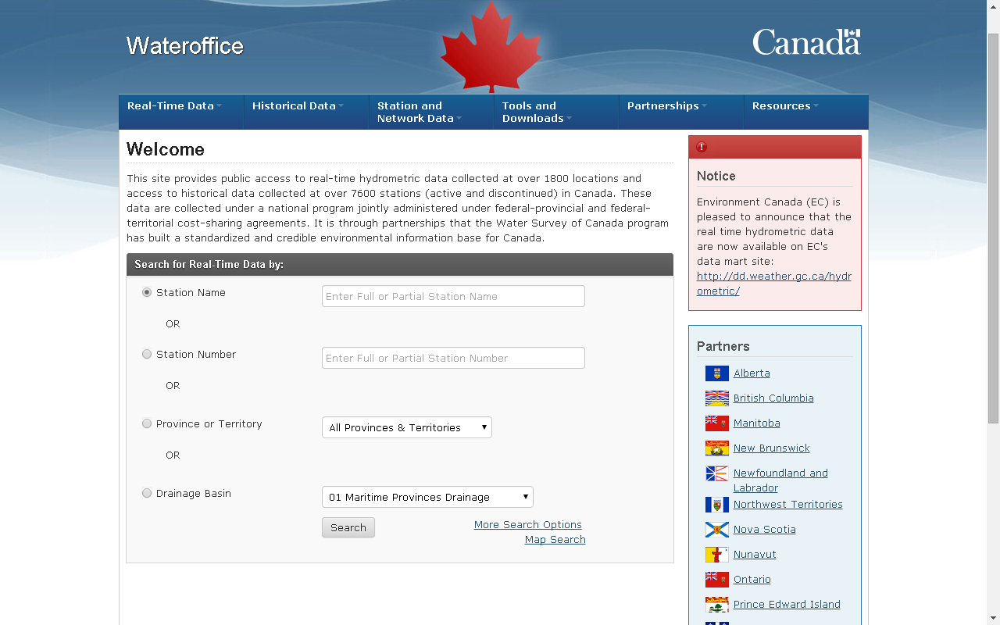 Wateroffice
Canada
Real-Time Data
Historical Data
Station and
Network Data
Tools and
Downloads
Partnerships
Resources
Welcome
This site provides public access to real-time hydrometric data collected at over 1800 locations and
access to historical data collected at over 7600 stations (active and discontinued) in Canada. These
data are collected under a national program jointly administered under federal-provincial and federal-
territorial cost-sharing agreements. It is through partnerships that the Water Survey of Canada program
has built a standardized and credible environmental information base for Canada.
Search for Real-Time Data by:
Station Name
Enter Full or Partial Station Name
OR
Station Number
Enter Full or Partial Station Number
OR
Province or Territory
All Provinces & Territories
OR
Drainage Basin
01 Maritime Provinces Drainage
Search
More Search Options
Map Search
Notice
Environment Canada (EC) is
pleased to announce that the
real time hydrometric data
are now available on EC's
data mart site:
http://dd.weather.gc.ca/hydr
ometric/
Partners
Alberta
British Columbia
Manitoba
New Brunswick
Newfoundland and
Labrador
Northwest Territories
Nova Scotia
Nunavut
Ontario
Prince Edward Island